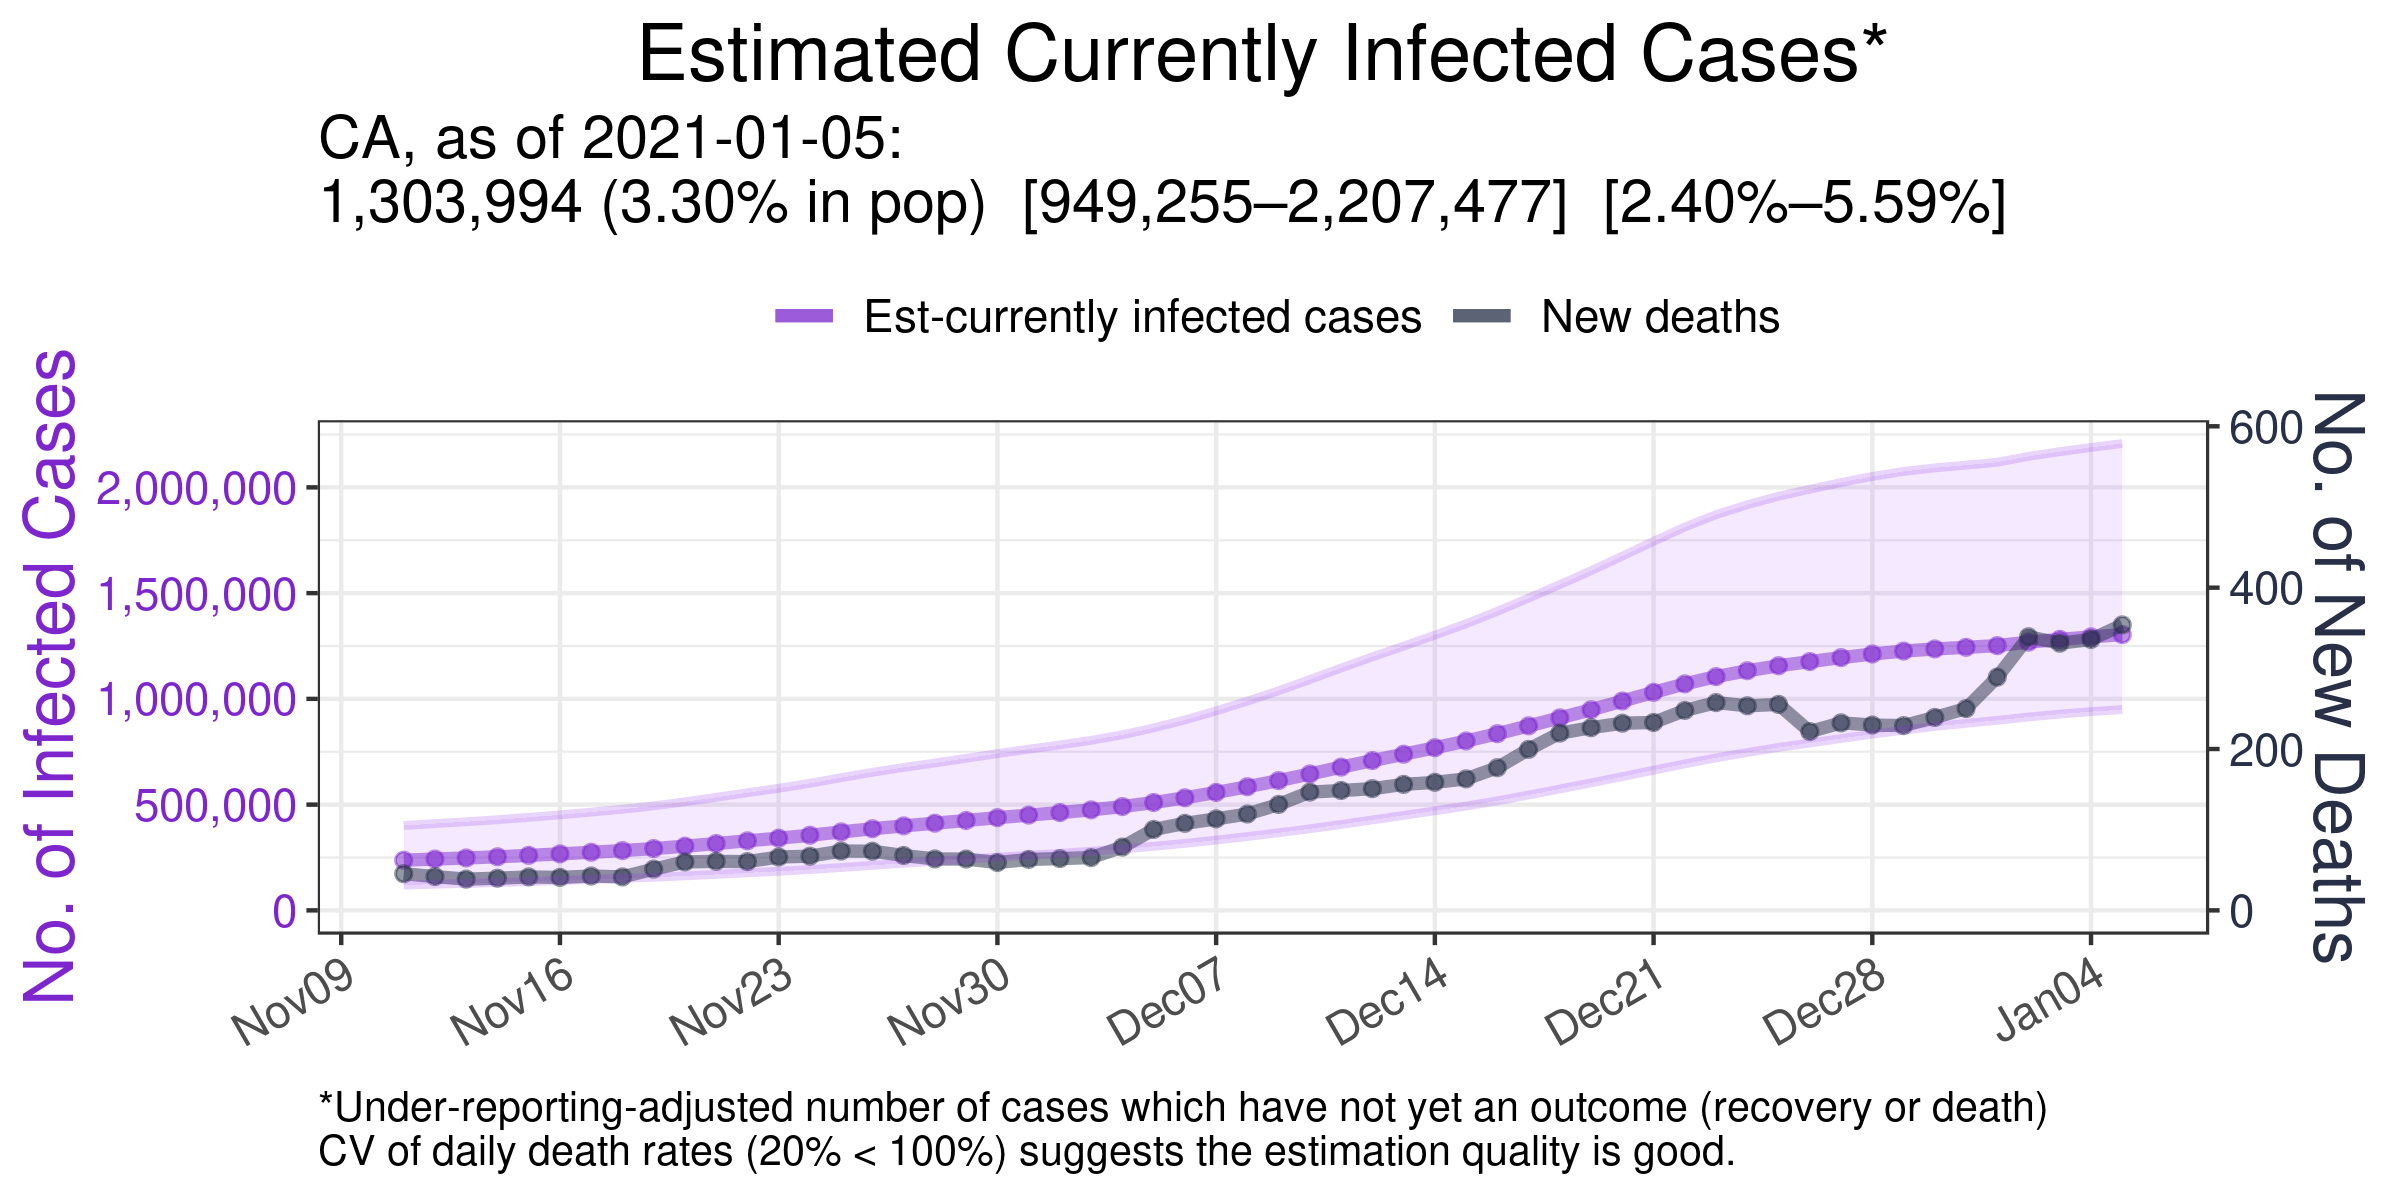 Estimated Currently Infected Cases*
CA, as of 2021-01-05:
1,303,994 (3.30% in pop)  [949,255–2,207,477]  [2.40%–5.59%]
Est-currently infected cases
New deaths
No. of Infected Cases
2,000,000
1,500,000
1,000,000
500,000
0
600
400
200
0
No. of New Deaths
Nov09
Nov16
Nov23
Nov30
Dec07
Dec14
Dec21
Dec28
Jan04
*Under-reporting-adjusted number of cases which have not yet an outcome (recovery or death)
CV of daily death rates (20% < 100%) suggests the estimation quality is good.